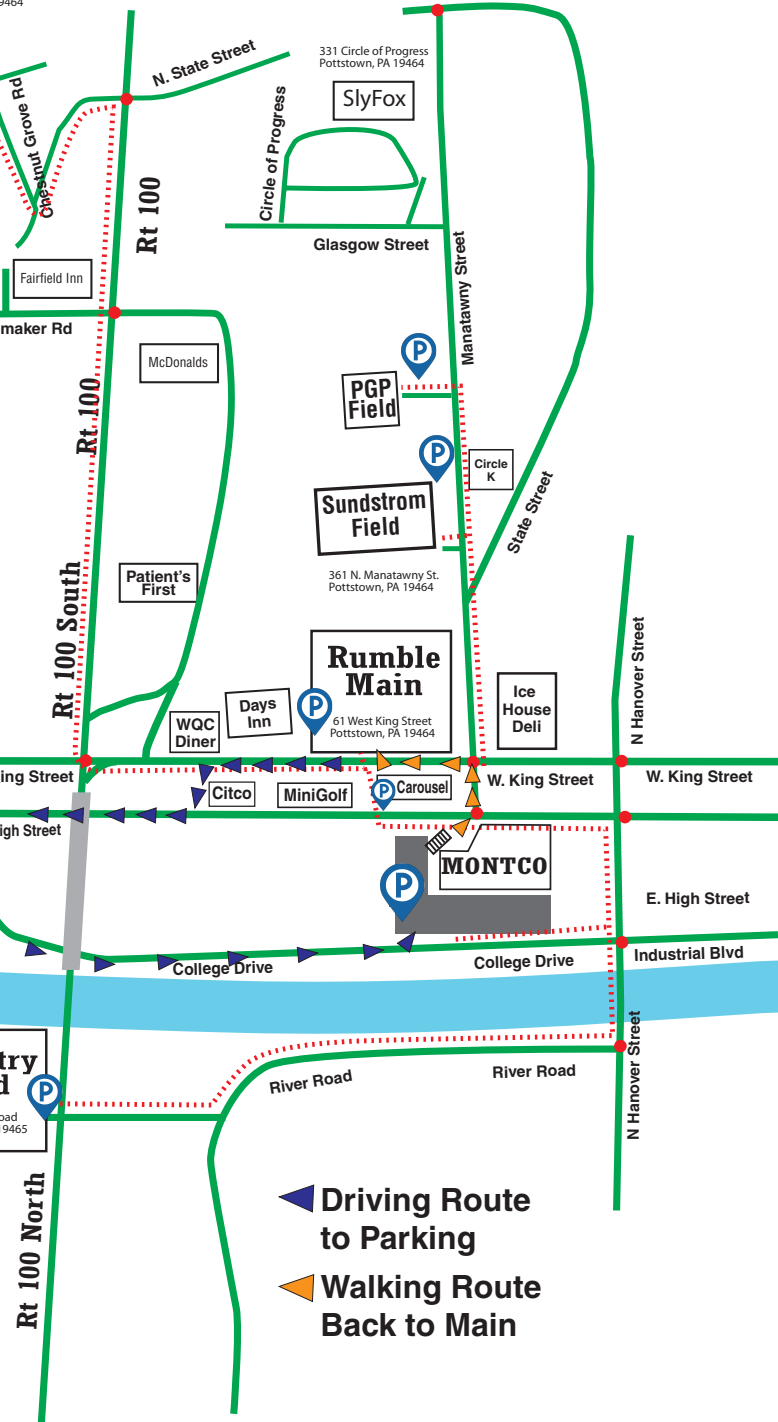 9464
N. State Street
331 Circle of Progress
Pottstown, PA 19464
SlyFox
Chestnut Grove Rd
Circle of Progress
Rt 100
Glasgow Street
Manatawny Street
Fairfield Inn
maker Rd
McDonalds
P
PGP
Field
Rt 100
P
Circle
K
Sundstrom
Field
State Street
361 N. Manatawny St.
Pottstown, PA 19464
Patient's
First
Rt 100 South
N Hanover Street
Rumble
Main
61 West King Street
Pottstown, PA 19464
P
Ice
House
Deli
Days
Inn
WQC
Diner
ing Street
W. King Street
W. King Street
Citco
MiniGolf
P
Carousel
igh Street
MONTCO
P
E. High Street
College Drive
College Drive
Industrial Blvd
try
d
P
oad
19465
River Road
River Road
N Hanover Street
Rt 100 North
Driving Route
to Parking
Walking Route
Back to Main